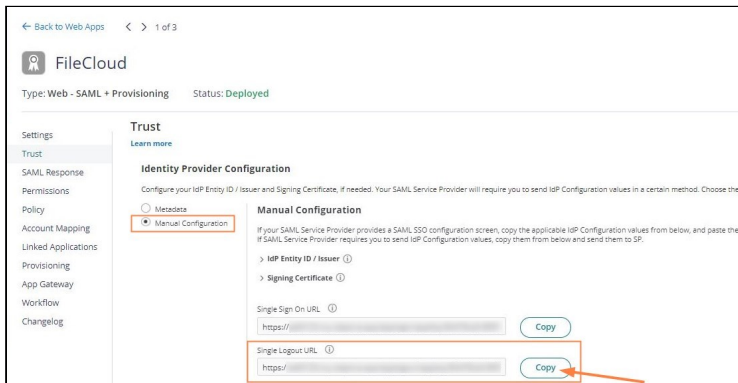 ← Back to Web Apps < > 1 of 3
FileCloud
Type: Web - SAML + Provisioning Status: Deployed
Settings
Trust
SAML Response
Permissions
Policy
Account Mapping
Linked Applications
Provisioning
App Gateway
Workflow
Changelog
Trust
Learn more
Identity Provider Configuration
Configure your IdP Entity ID / Issuer and Signing Certificate, if needed. Your SAML Service Provider will require you to send IdP Configuration values in a certain method. Choose the
Metadata
Manual Configuration
Manual Configuration
If your SAML Service Provider provides a SAML SSO configuration screen, copy the applicable IdP Configuration values from below, and paste the
If SAML Service Provider requires you to send IdP Configuration values, copy them from below and send them to SP.
> IdP Entity ID / Issuer
> Signing Certificate
Single Sign On URL
https:// Copy
Single Logout URL
https:/ Copy